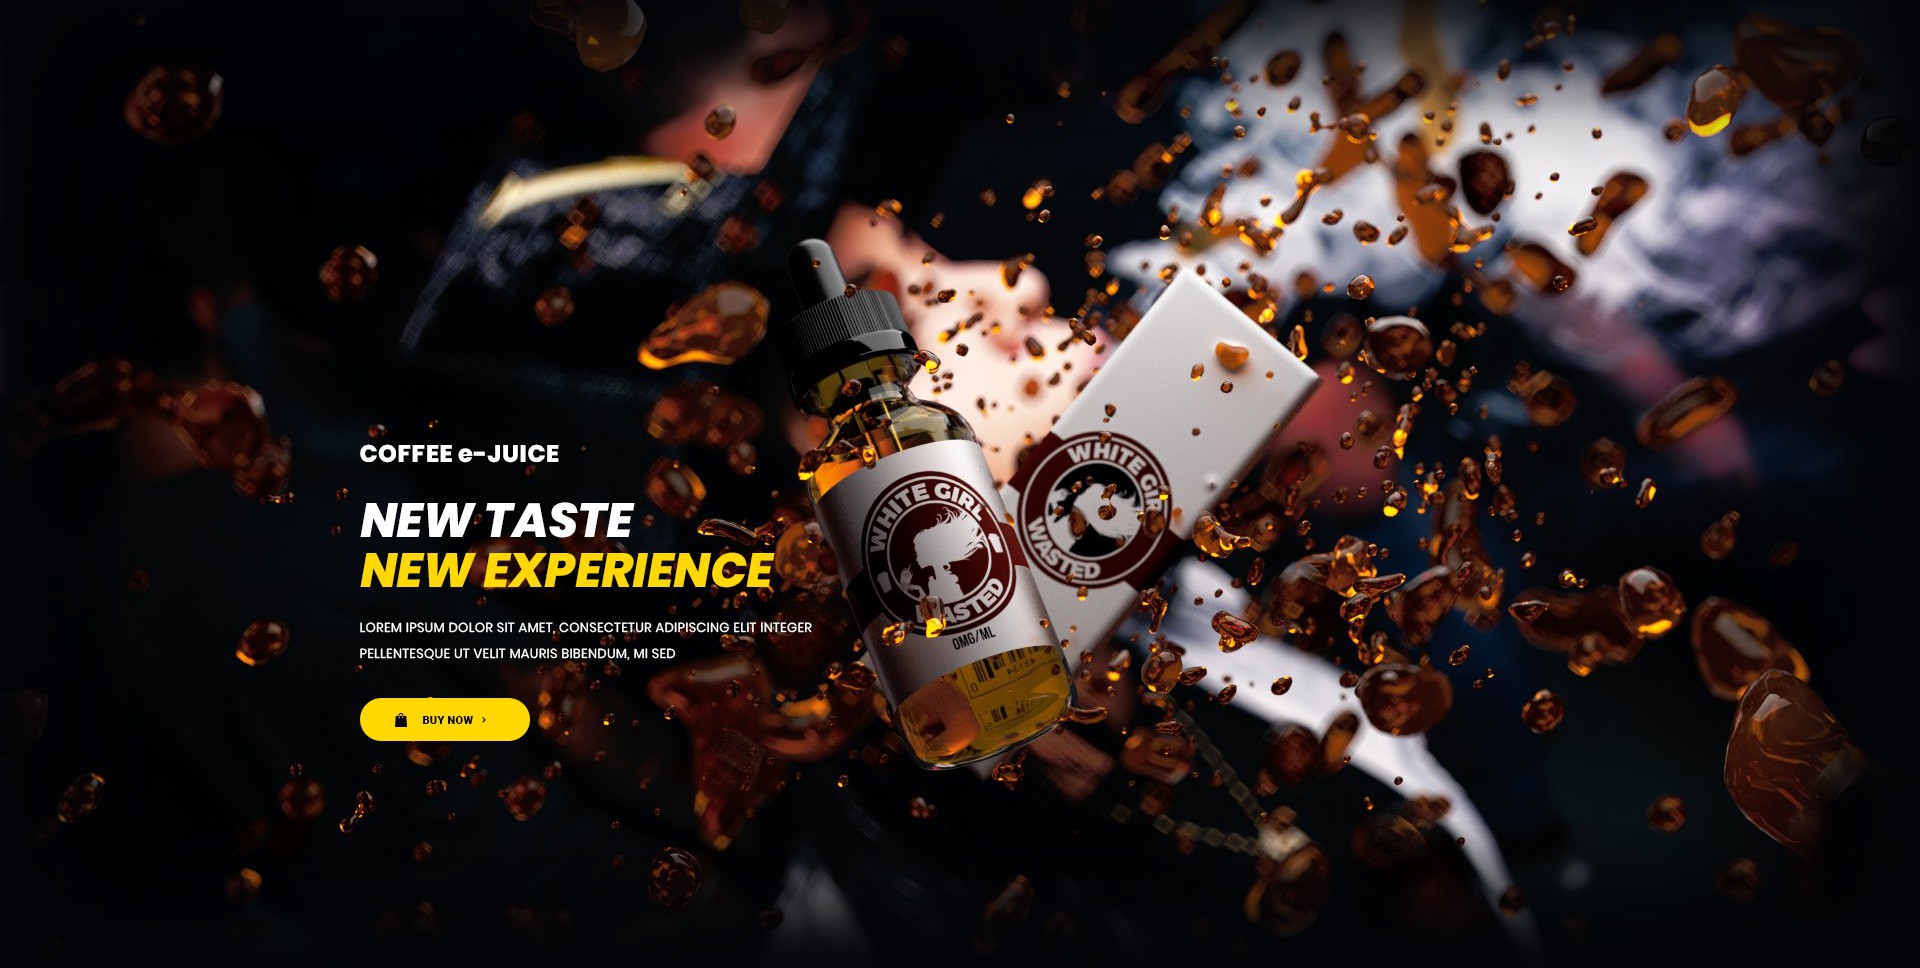 COFFEE e-JUICE
NEW TASTE
NEW EXPERIENCE
LOREM IPSUM DOLOR SIT AMET, CONSECTETUR ADIPISCING ELIT INTEGER
PELLENTESQUE UT VELIT MAURIS BIBENDUM, MI SED
BUY NOW >
WHITE GIRL
WASTED
0MG/ML
WHITE GIRL
WASTED